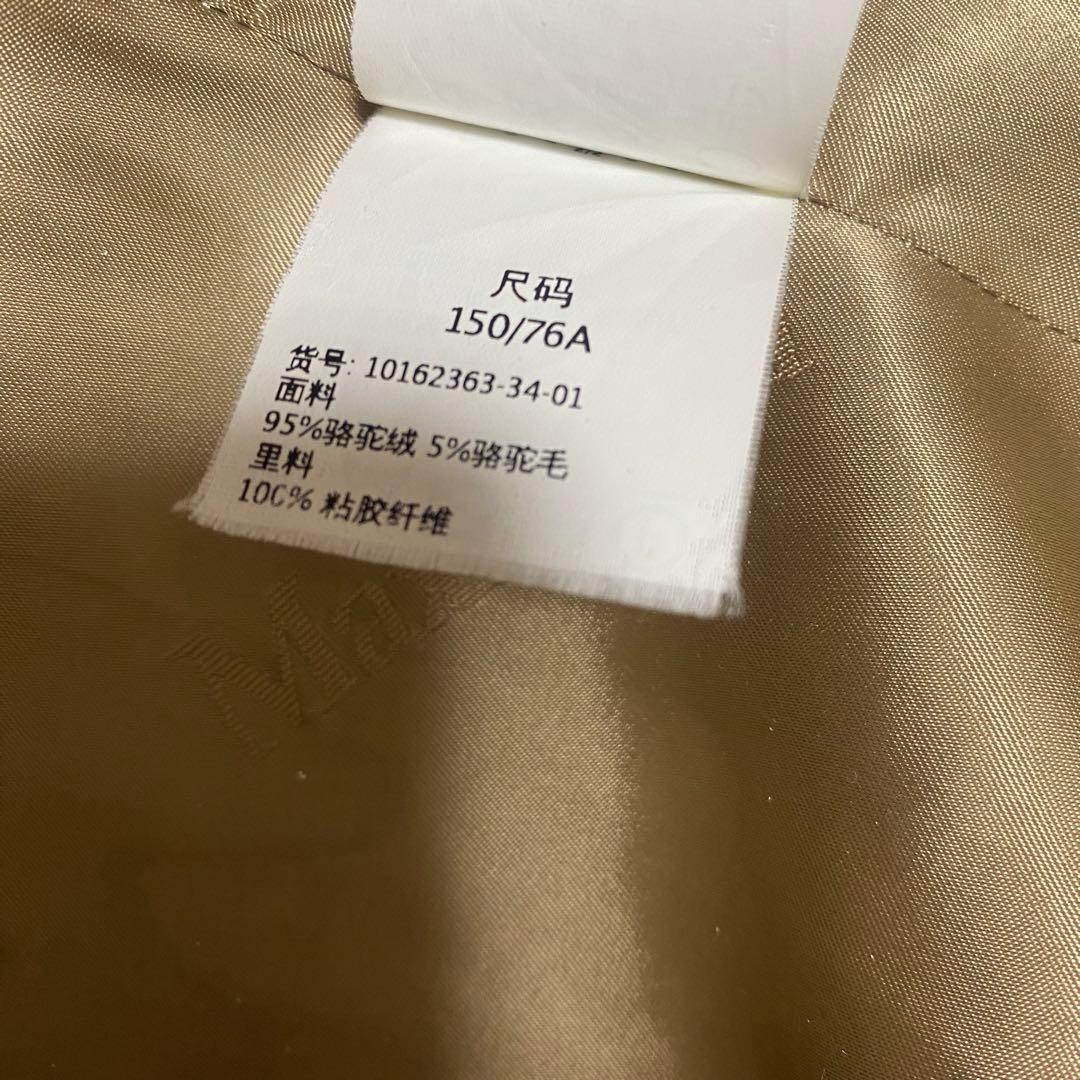 尺码
150/76A
货号: 10162363-34-01
面料
95%骆驼绒 5%骆驼毛
里料
100% 粘胶纤维
Ma